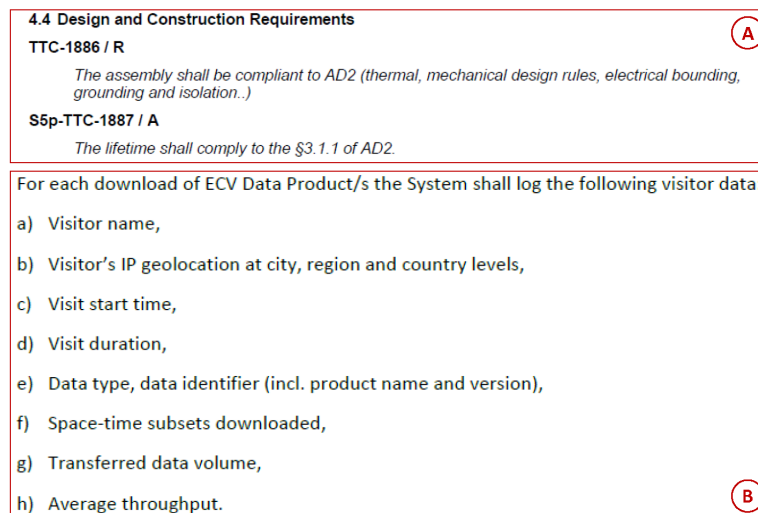 4.4 Design and Construction Requirements
A
TTC-1886 / R
The assembly shall be compliant to AD2 (thermal, mechanical design rules, electrical bounding,
grounding and isolation..)
S5p-TTC-1887 / A
The lifetime shall comply to the §3.1.1 of AD2.
For each download of ECV Data Product/s the System shall log the following visitor data
a) Visitor name,
b) Visitor's IP geolocation at city, region and country levels,
c) Visit start time,
d) Visit duration,
e) Data type, data identifier (incl. product name and version),
f) Space-time subsets downloaded,
g) Transferred data volume,
h) Average throughput.
B